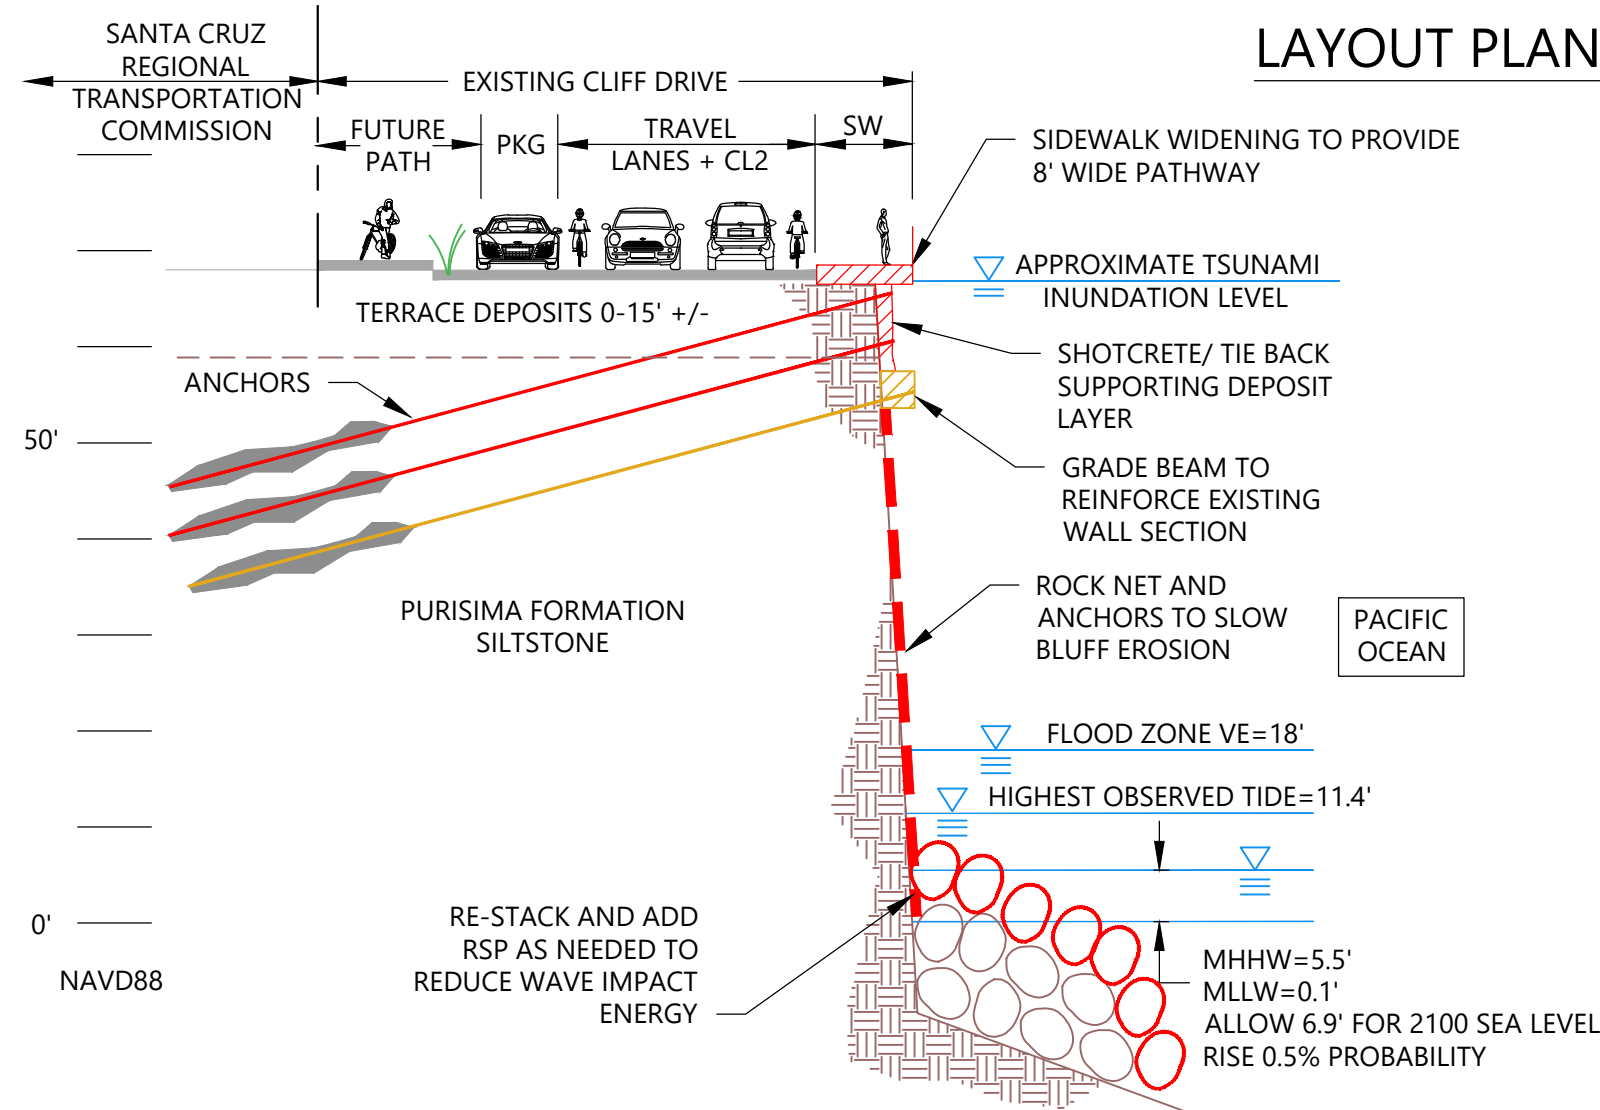 LAYOUT PLAN
SANTA CRUZ
REGIONAL
TRANSPORTATION
COMMISSION
EXISTING CLIFF DRIVE
FUTURE
PATH
PKG
TRAVEL
LANES + CL2
SW
SIDEWALK WIDENING TO PROVIDE
8' WIDE PATHWAY
APPROXIMATE TSUNAMI
INUNDATION LEVEL
TERRACE DEPOSITS 0-15' +/-
SHOTCRETE/ TIE BACK
SUPPORTING DEPOSIT
LAYER
ANCHORS
50'
GRADE BEAM TO
REINFORCE EXISTING
WALL SECTION
ROCK NET AND
ANCHORS TO SLOW
BLUFF EROSION
PACIFIC
OCEAN
PURISIMA FORMATION
SILTSTONE
FLOOD ZONE VE=18'
HIGHEST OBSERVED TIDE=11.4'
RE-STACK AND ADD
RSP AS NEEDED TO
REDUCE WAVE IMPACT
ENERGY
0'
NAVD88
MHHW=5.5'
MLLW=0.1'
ALLOW 6.9' FOR 2100 SEA LEVEL
RISE 0.5% PROBABILITY